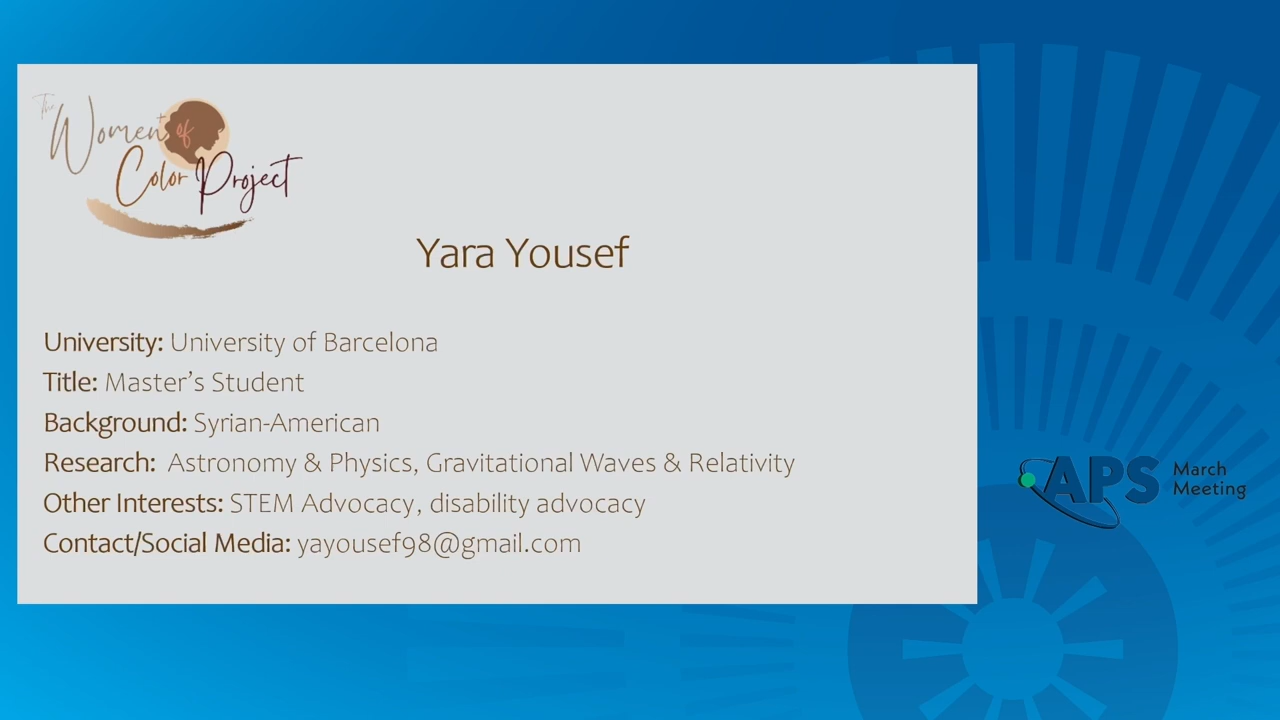 The
Women of
Color Project
Yara Yousef
University: University of Barcelona
Title: Master's Student
Background: Syrian-American
Research: Astronomy & Physics, Gravitational Waves & Relativity
Other Interests: STEM Advocacy, disability advocacy
Contact/Social Media: yayousef98@gmail.com
APS March
Meeting